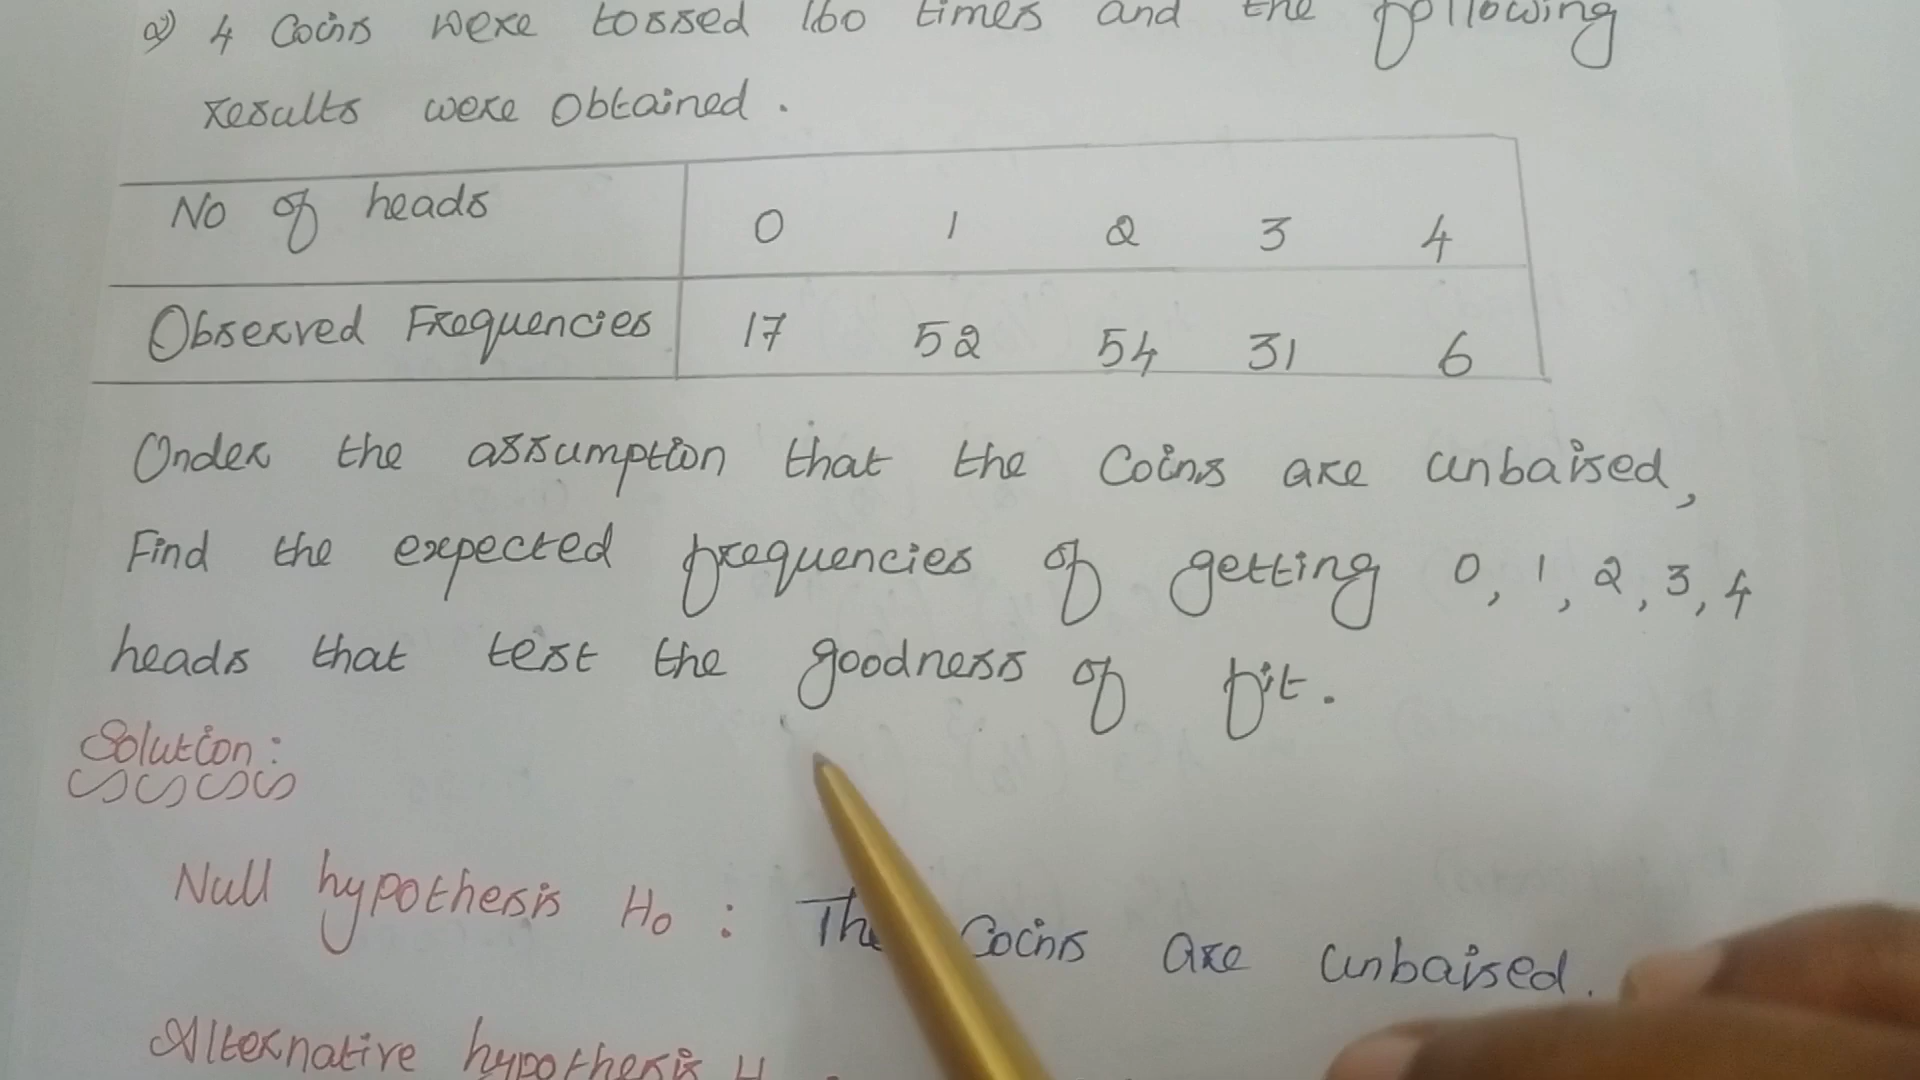 2) 4 Coins were tossed 160 times and the following
results were obtained.
No of heads 0 1 2 3 4
Observed Frequencies 17 52 54 31 6
Under the assumption that the Coins are unbaised,
Find the expected frequencies of getting 0, 1, 2, 3, 4
heads that test the goodness of fit.
Solution:
Null hypothesis H0 : The Coins are unbaised.
Alternative hypothesis H